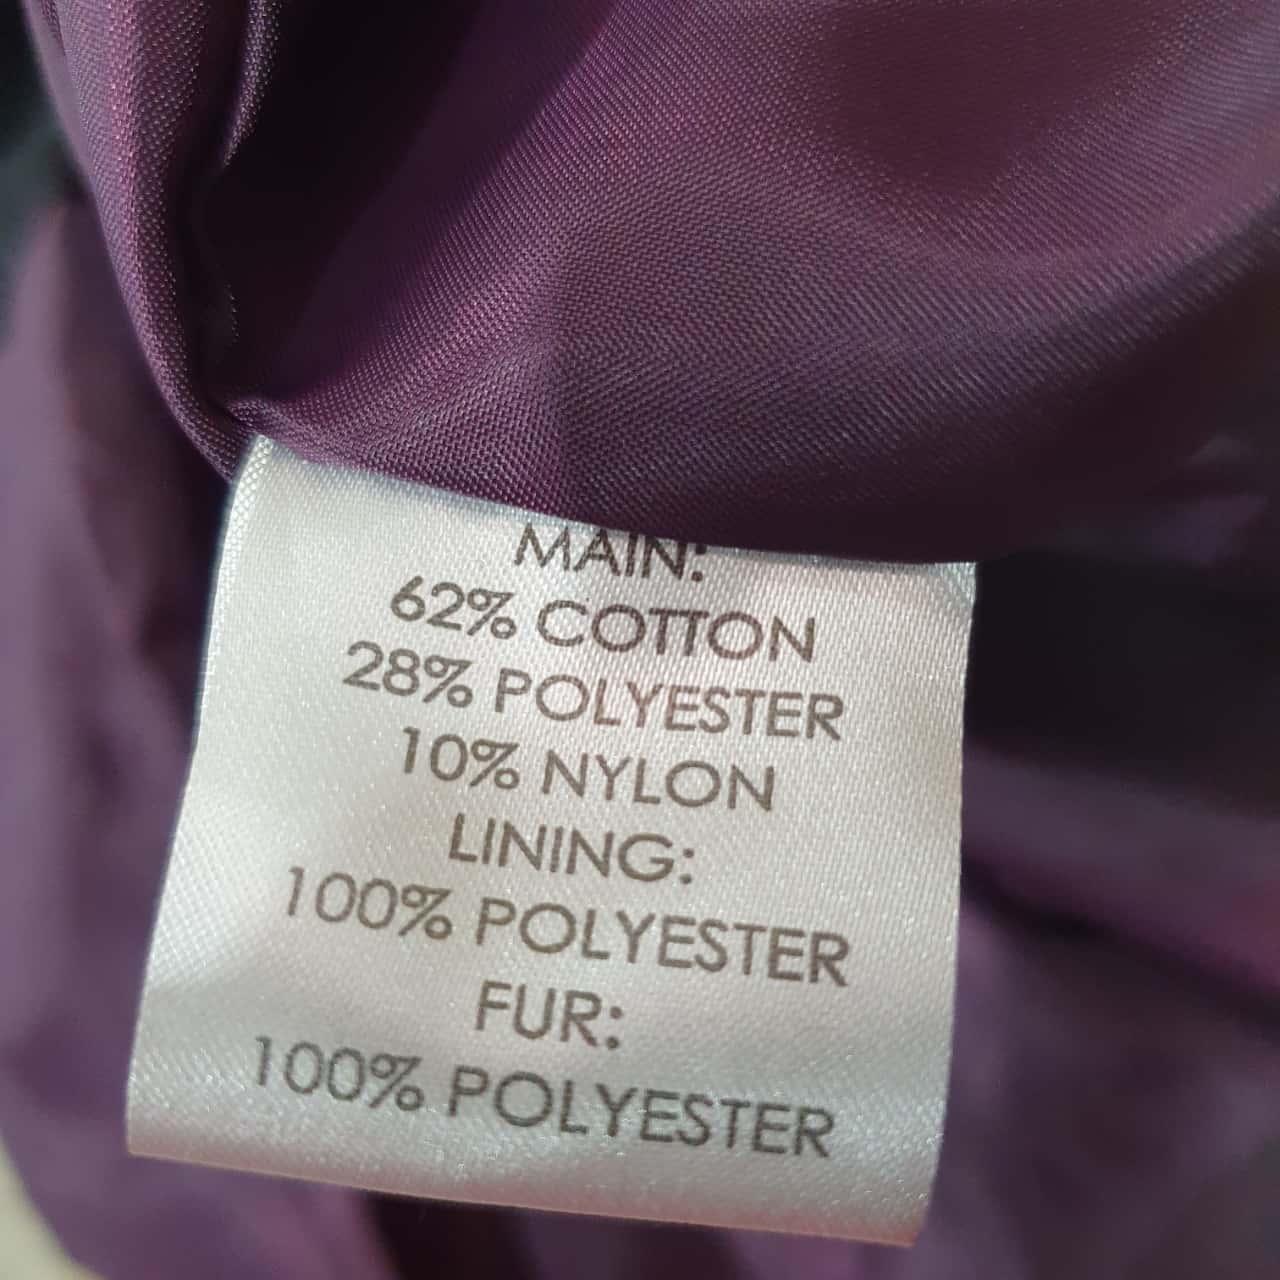 MAIN:
62% COTTON
28% POLYESTER
10% NYLON
LINING:
100% POLYESTER
FUR:
100% POLYESTER